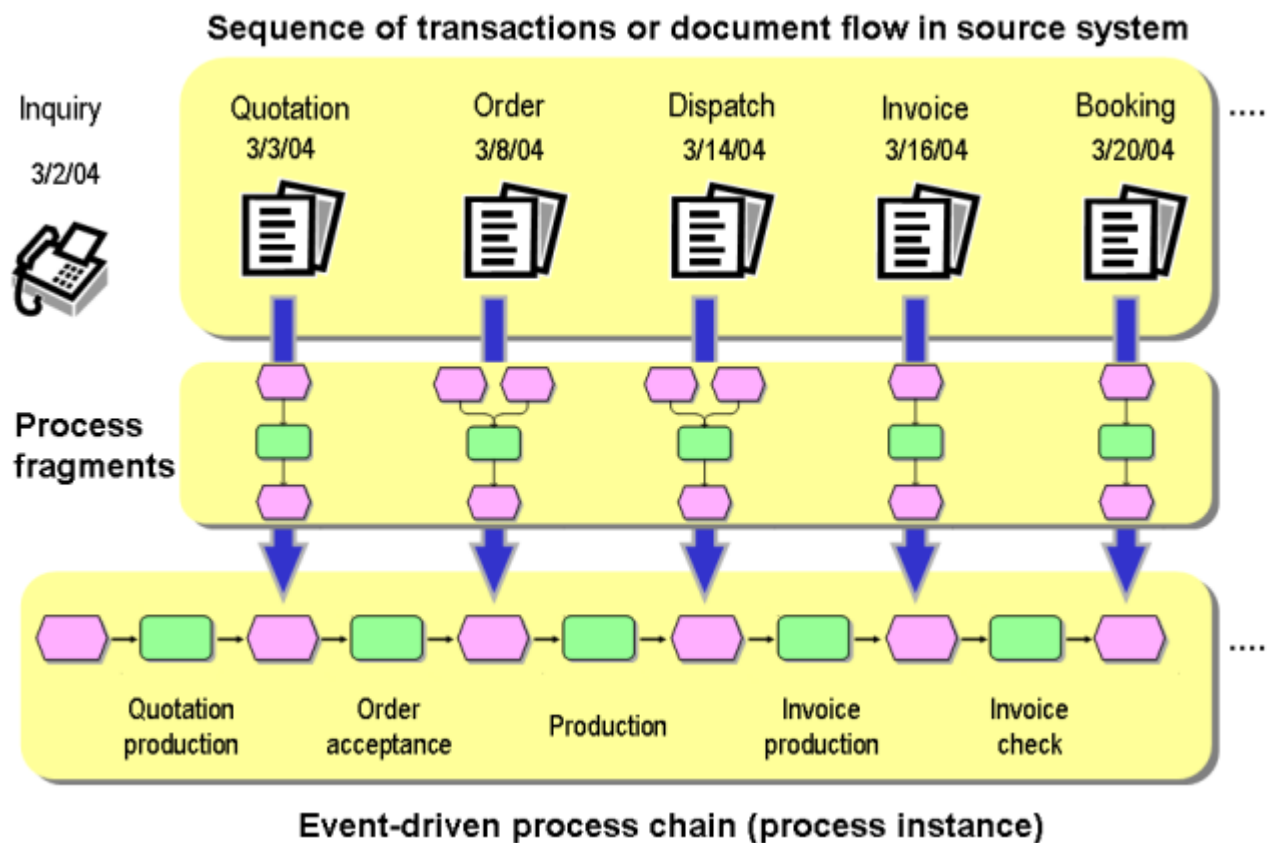 Sequence of transactions or document flow in source system
Inquiry
3/2/04
Quotation
3/3/04
Order
3/8/04
Dispatch
3/14/04
Invoice
3/16/04
Booking
3/20/04
....
Process
fragments
Quotation
production
Order
acceptance
Production
Invoice
production
Invoice
check
....
Event-driven process chain (process instance)